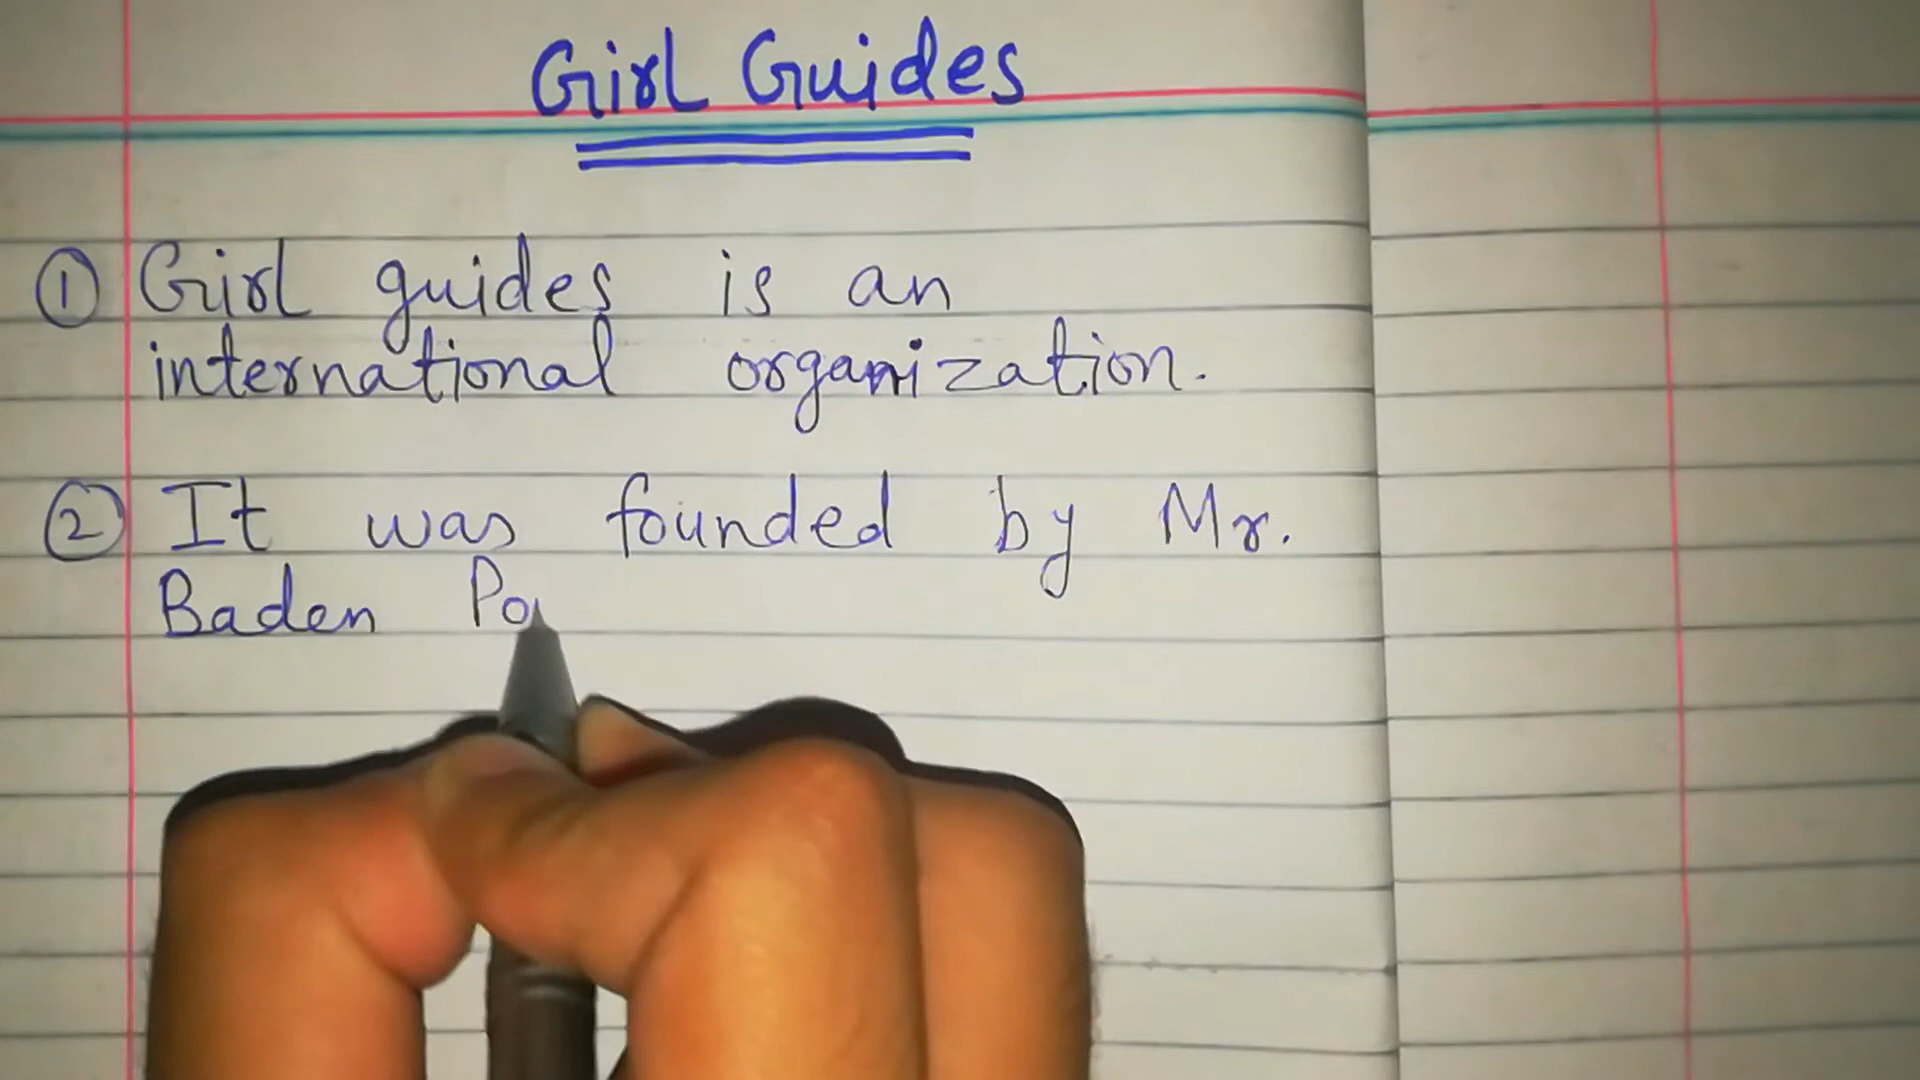 Girl Guides
① Girl guides is an
international organization.
② It was founded by Mr.
Baden Po